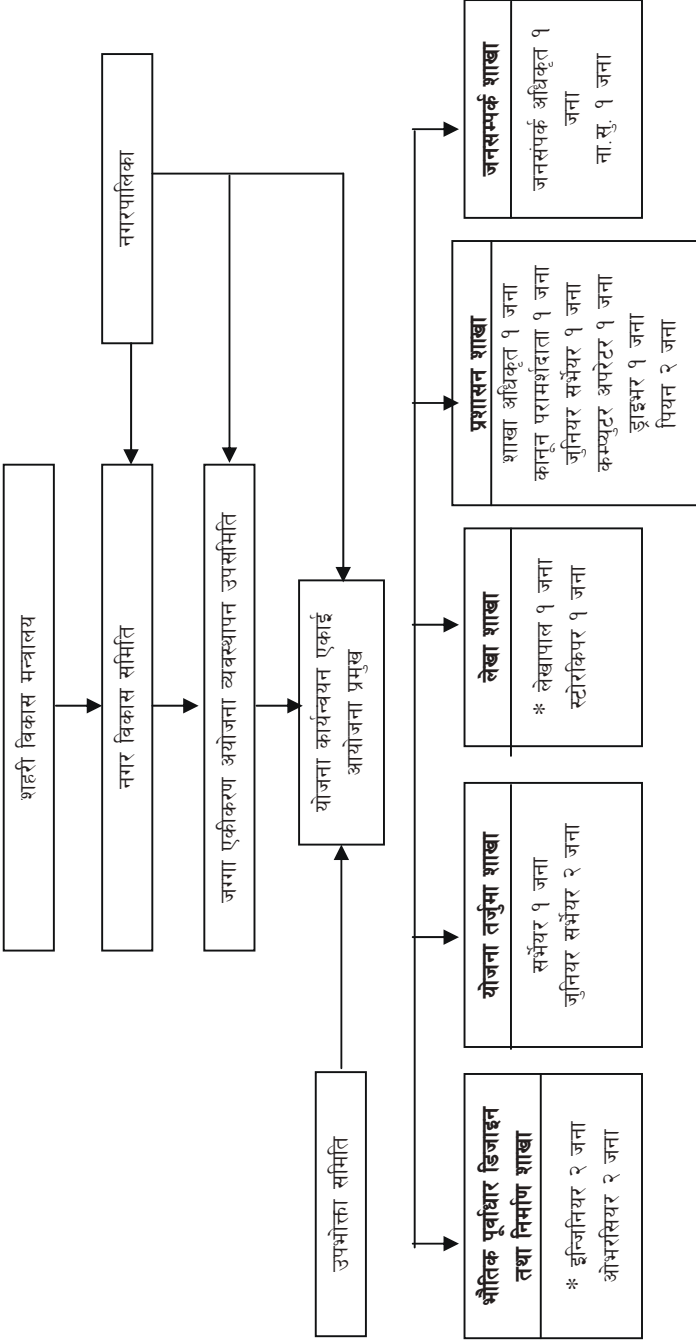 शहरी विकास मन्त्रालय
नगर विकास समिति
नगरपालिका
जग्गा एकीकरण अयोजना व्यवस्थापन उपसमिति
उपभोक्ता समिति
योजना कार्यन्वयन एकाई
आयोजना प्रमुख
भौतिक पूर्वाधार डिजाइन
तथा निर्माण शाखा
* इन्जिनियर २ जना
ओभरसियर २ जना
योजना तर्जुमा शाखा
सर्भेयर १ जना
जुनियर सर्भेयर २ जना
लेखा शाखा
* लेखापाल १ जना
स्टोरकिपर १ जना
प्रशासन शाखा
शाखा अधिकृत १ जना
कानून परामर्शदाता १ जना
जुनियर सर्भेयर १ जना
कम्प्युटर अपरेटर १ जना
ड्राइभर १ जना
पियन २ जना
जनसम्पर्क शाखा
जनसंपर्क अधिकृत १
जना
ना.सु. १ जना